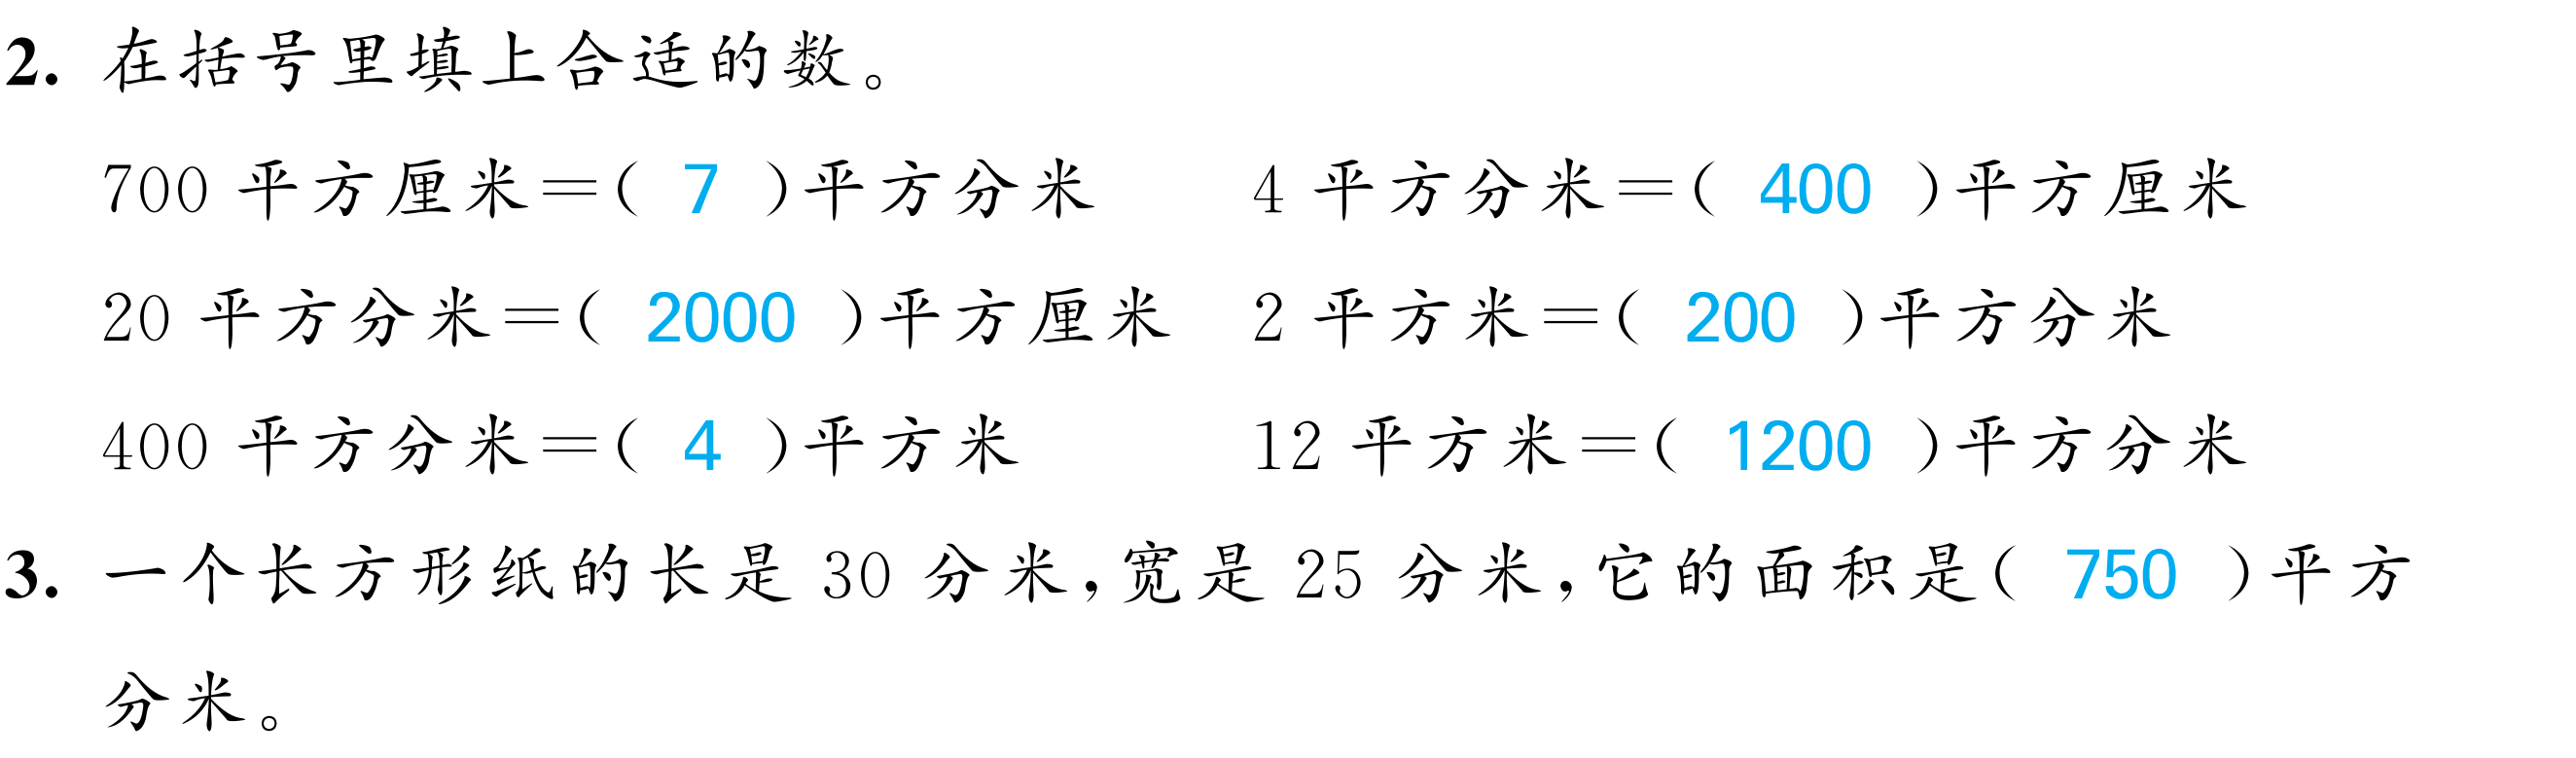 2. 在括号里填上合适的数。
700 平方厘米=( 7 )平方分米 4 平方分米=( 400 )平方厘米
20 平方分米=( 2000 )平方厘米 2 平方米=( 200 )平方分米
400 平方分米=( 4 )平方米 12 平方米=( 1200 )平方分米
3. 一个长方形纸的长是 30 分米,宽是 25 分米,它的面积是( 750 )平方
分米。